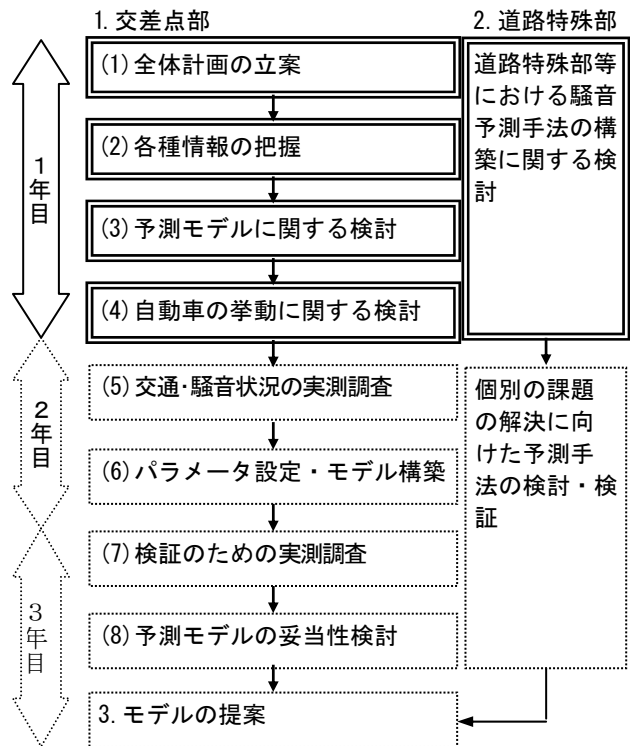 1. 交差点部
2. 道路特殊部
1年目
(1) 全体計画の立案
(2) 各種情報の把握
(3) 予測モデルに関する検討
(4) 自動車の挙動に関する検討
道路特殊部等
における騒音
予測手法の構
築に関する検
討
2年目
(5) 交通・騒音状況の実測調査
(6) パラメータ設定・モデル構築
個別の課題
の解決に向
けた予測手
法の検討・検
証
3年目
(7) 検証のための実測調査
(8) 予測モデルの妥当性検討
3. モデルの提案